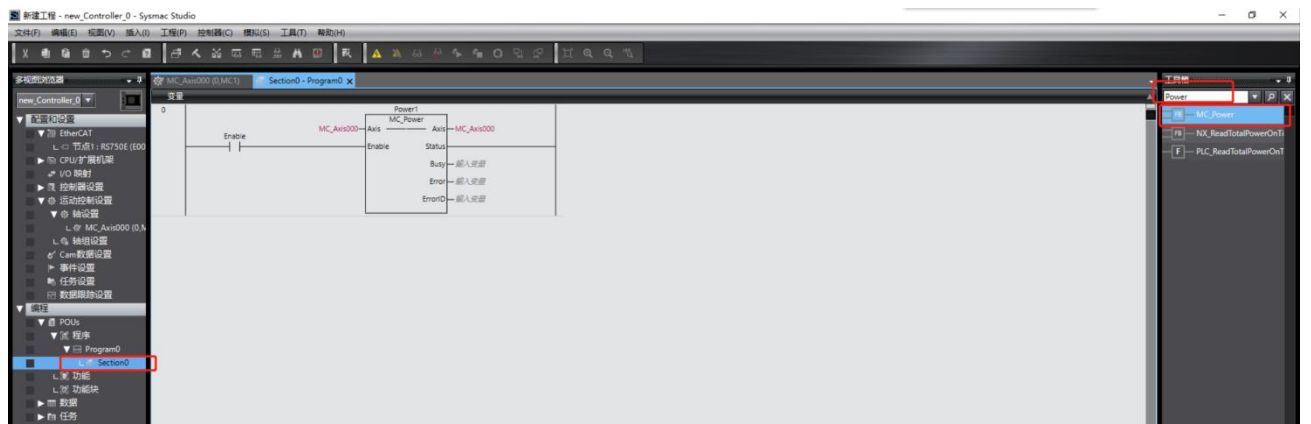 新建工程 - new_Controller_0 - Sysmac Studio
文件(F) 编辑(E) 视图(V) 插入(I) 工程(P) 控制器(C) 模拟(S) 工具(T) 帮助(H)
多视图浏览器
new_Controller_0
配置和设置
EtherCAT
节点1 : RS750E (E00
CPU/扩展机架
I/O 映射
控制器设置
运动控制设置
轴设置
MC_Axis000 (0,M
轴组设置
Cam数据设置
事件设置
任务设置
数据跟踪设置
编程
POUs
程序
Program0
Section0
功能
功能块
数据
任务
MC_Axis000 (0,MC1)
Section0 - Program0
变量
0
Power1
MC_Power
Enable
MC_Axis000
Axis
Axis
MC_Axis000
Enable
Status
Busy
输入变量
Error
输入变量
ErrorID
输入变量
工具箱
Power
FB MC_Power
FB NX_ReadTotalPowerOnTi
F PLC_ReadTotalPowerOnT